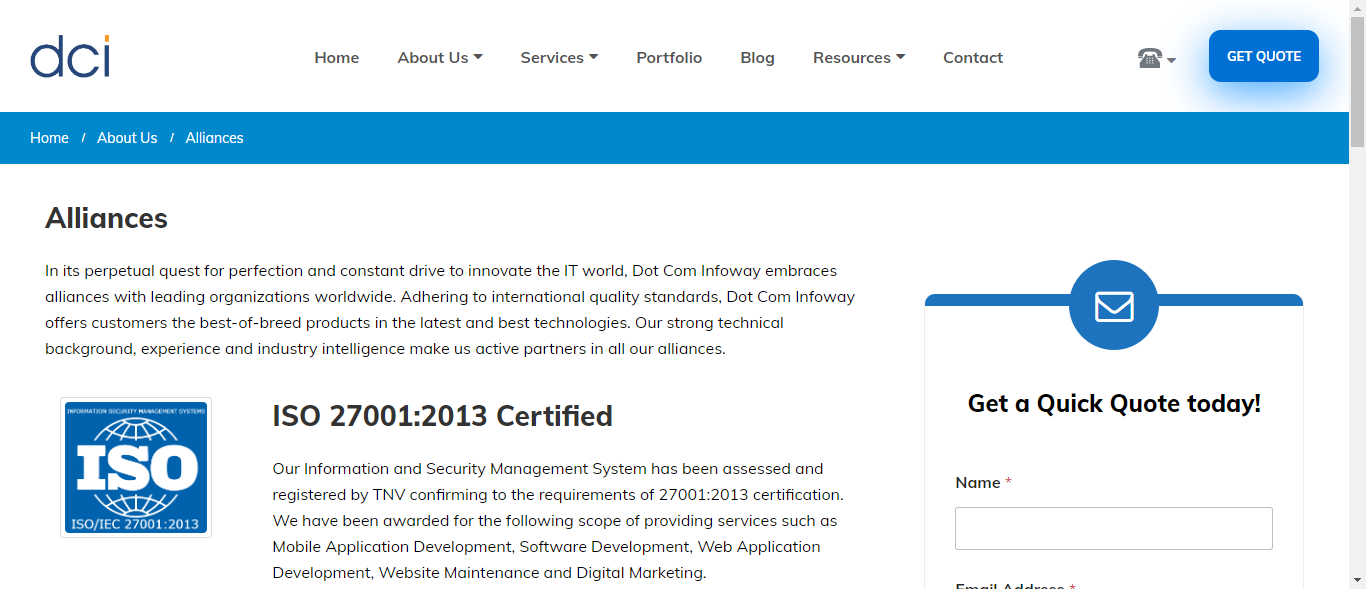 dci
Home About Us Services Portfolio Blog Resources Contact
GET QUOTE
Home / About Us / Alliances
Alliances
In its perpetual quest for perfection and constant drive to innovate the IT world, Dot Com Infoway embraces
alliances with leading organizations worldwide. Adhering to international quality standards, Dot Com Infoway
offers customers the best-of-breed products in the latest and best technologies. Our strong technical
background, experience and industry intelligence make us active partners in all our alliances.
INFORMATION SECURITY MANAGEMENT SYSTEMS
ISO
ISO/IEC 27001:2013
ISO 27001:2013 Certified
Our Information and Security Management System has been assessed and
registered by TNV confirming to the requirements of 27001:2013 certification.
We have been awarded for the following scope of providing services such as
Mobile Application Development, Software Development, Web Application
Development, Website Maintenance and Digital Marketing.
Get a Quick Quote today!
Name *
Email Address *